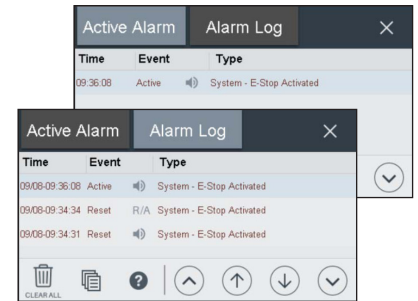 Active Alarm Alarm Log
Time Event Type
09:36:08 Active System - E-Stop Activated
Active Alarm Alarm Log
Time Event Type
09/08-09:36:08 Active System - E-Stop Activated
09/08-09:34:34 Reset R/A System - E-Stop Activated
09/08-09:34:31 Reset System - E-Stop Activated
?
CLEAR ALL